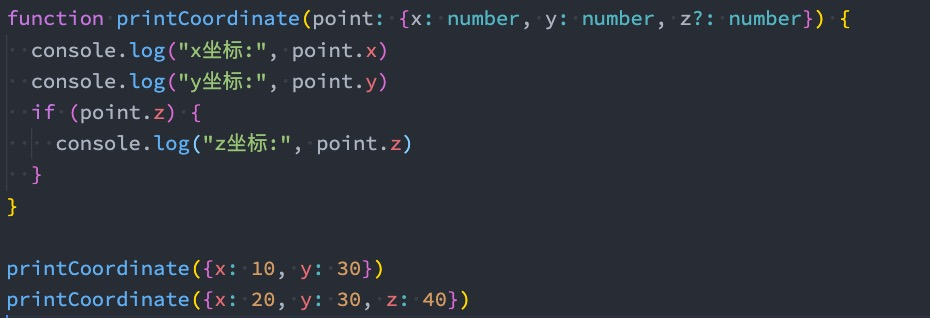 function printCoordinate(point: {x: number, y: number, z?: number}) {
  console.log("x坐标:", point.x)
  console.log("y坐标:", point.y)
  if (point.z) {
    console.log("z坐标:", point.z)
  }
}

printCoordinate({x: 10, y: 30})
printCoordinate({x: 20, y: 30, z: 40})